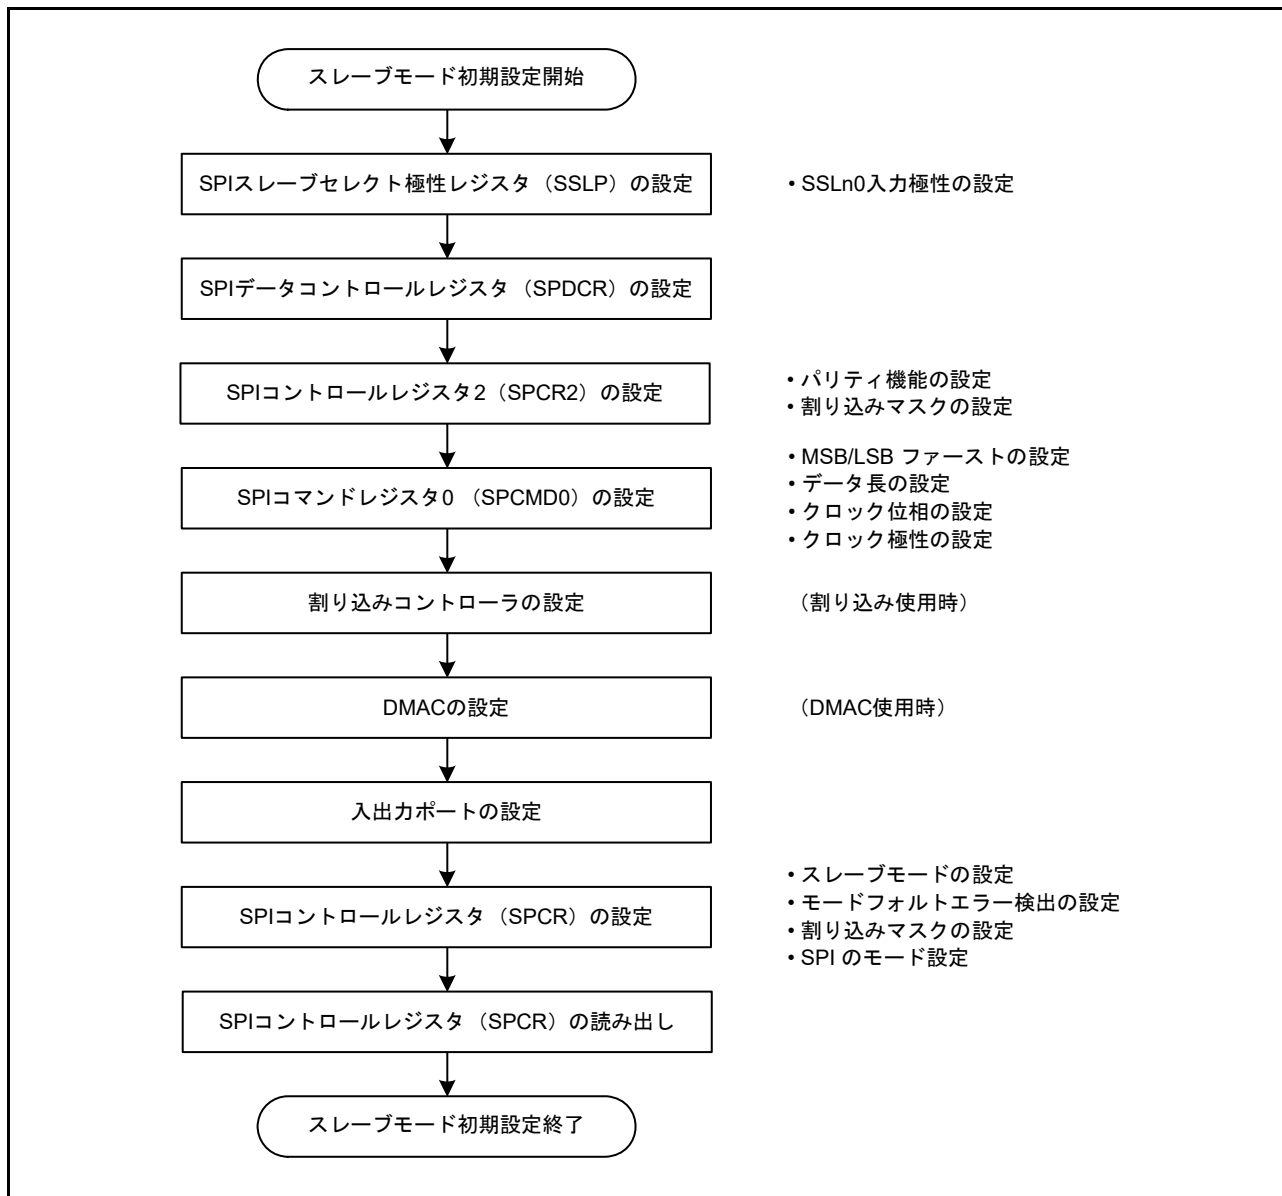 スレーブモード初期設定開始
SPIスレーブセレクト極性レジスタ（SSLP）の設定
• SSLn0入力極性の設定
SPIデータコントロールレジスタ（SPDCR）の設定
SPIコントロールレジスタ2（SPCR2）の設定
• パリティ機能の設定
• 割り込みマスクの設定
SPIコマンドレジスタ0 （SPCMD0）の設定
• MSB/LSB ファーストの設定
• データ長の設定
• クロック位相の設定
• クロック極性の設定
割り込みコントローラの設定
（割り込み使用時）
DMACの設定
（DMAC使用時）
入出力ポートの設定
SPIコントロールレジスタ（SPCR）の設定
• スレーブモードの設定
• モードフォルトエラー検出の設定
• 割り込みマスクの設定
• SPI のモード設定
SPIコントロールレジスタ（SPCR）の読み出し
スレーブモード初期設定終了